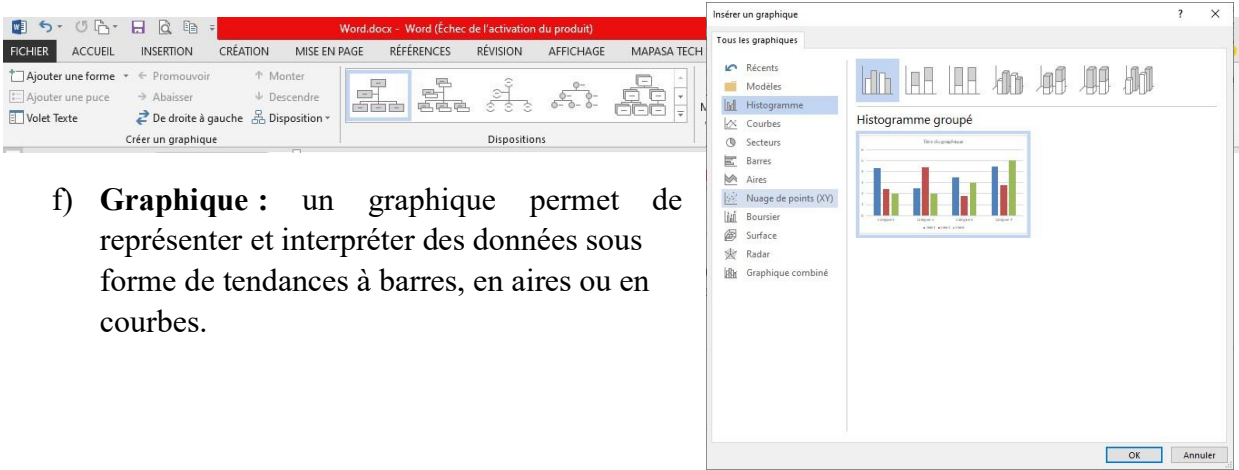 Word.docx - Word (Échec de l'activation du produit)
FICHIER ACCUEIL INSERTION CRÉATION MISE EN PAGE RÉFÉRENCES RÉVISION AFFICHAGE MAPASA TECH
Ajouter une forme Promouvoir Monter
Ajouter une puce Abaisser Descendre
Volet Texte De droite à gauche Disposition
Créer un graphique Dispositions
f) Graphique : un graphique permet de
représenter et interpréter des données sous
forme de tendances à barres, en aires ou en
courbes.
Insérer un graphique ? X
Tous les graphiques
Récents
Modèles
Histogramme
Courbes
Secteurs
Barres
Aires
Nuage de points (XY)
Boursier
Surface
Radar
Graphique combiné
Histogramme groupé
Titre du graphique
OK Annuler